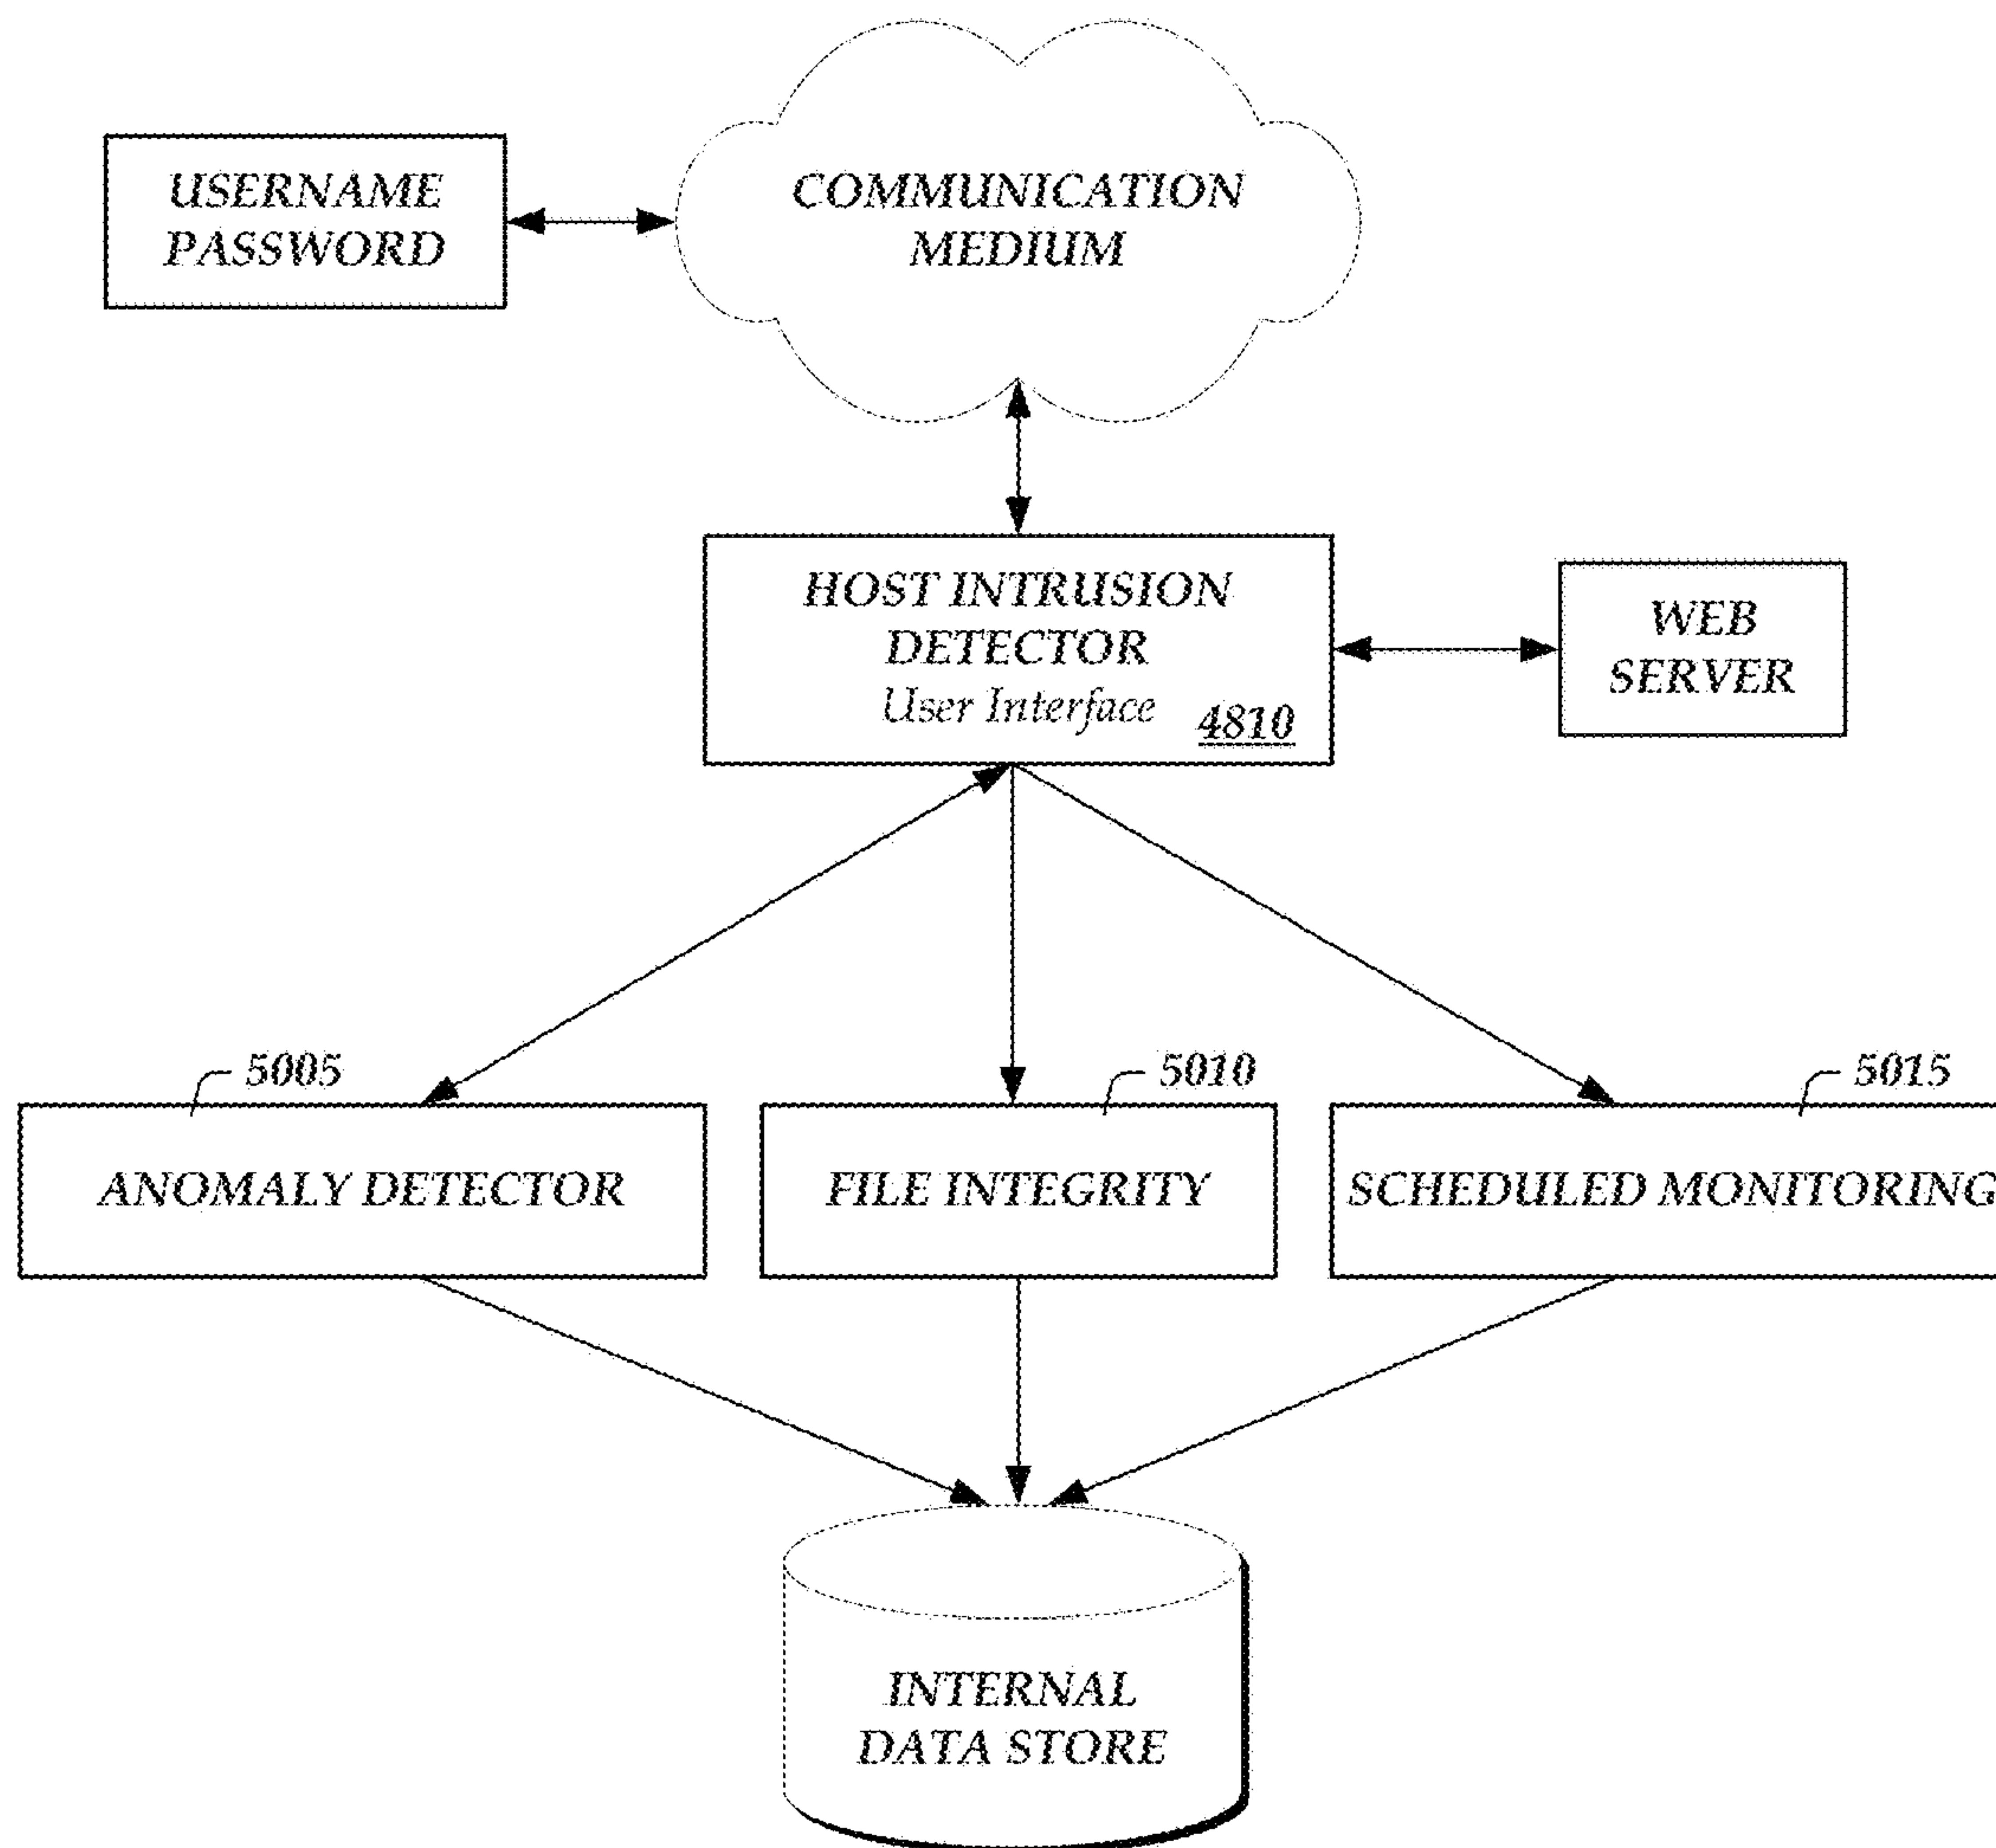 USERNAME
PASSWORD
COMMUNICATION
MEDIUM
HOST INTRUSION
DETECTOR
User Interface
4810
WEB
SERVER
5005
5010
5015
ANOMALY DETECTOR
FILE INTEGRITY
SCHEDULED MONITORING
INTERNAL
DATA STORE